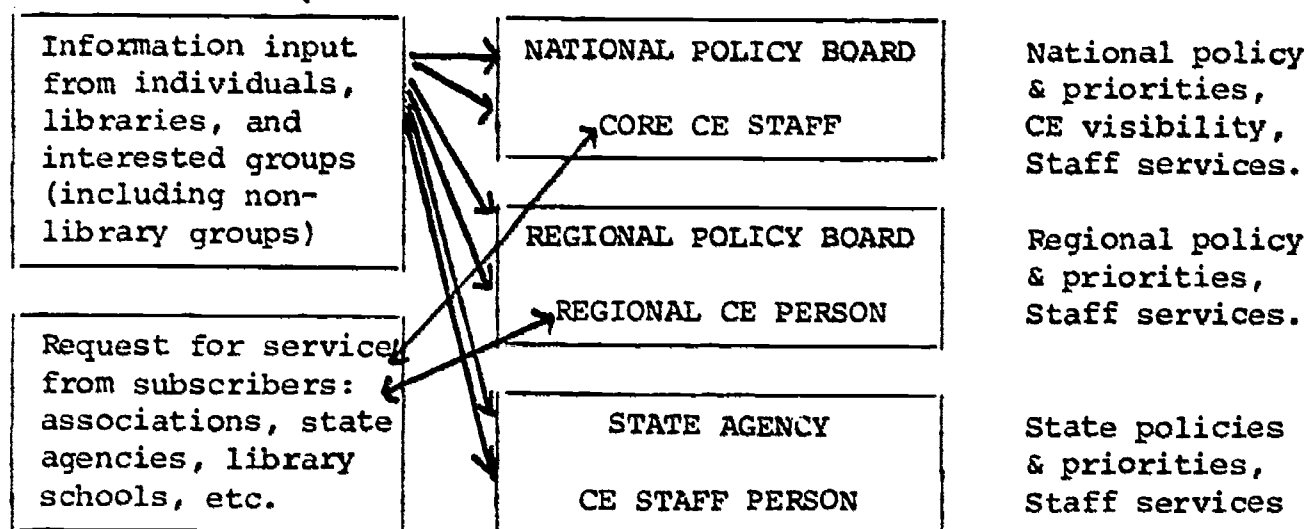 Information input
from individuals,
libraries, and
interested groups
(including non-
library groups)
Request for service
from subscribers:
associations, state
agencies, library
schools, etc.
NATIONAL POLICY BOARD
CORE CE STAFF
REGIONAL POLICY BOARD
REGIONAL CE PERSON
STATE AGENCY
CE STAFF PERSON
National policy
& priorities,
CE visibility,
Staff services.
Regional policy
& priorities,
Staff services.
State policies
& priorities,
Staff services